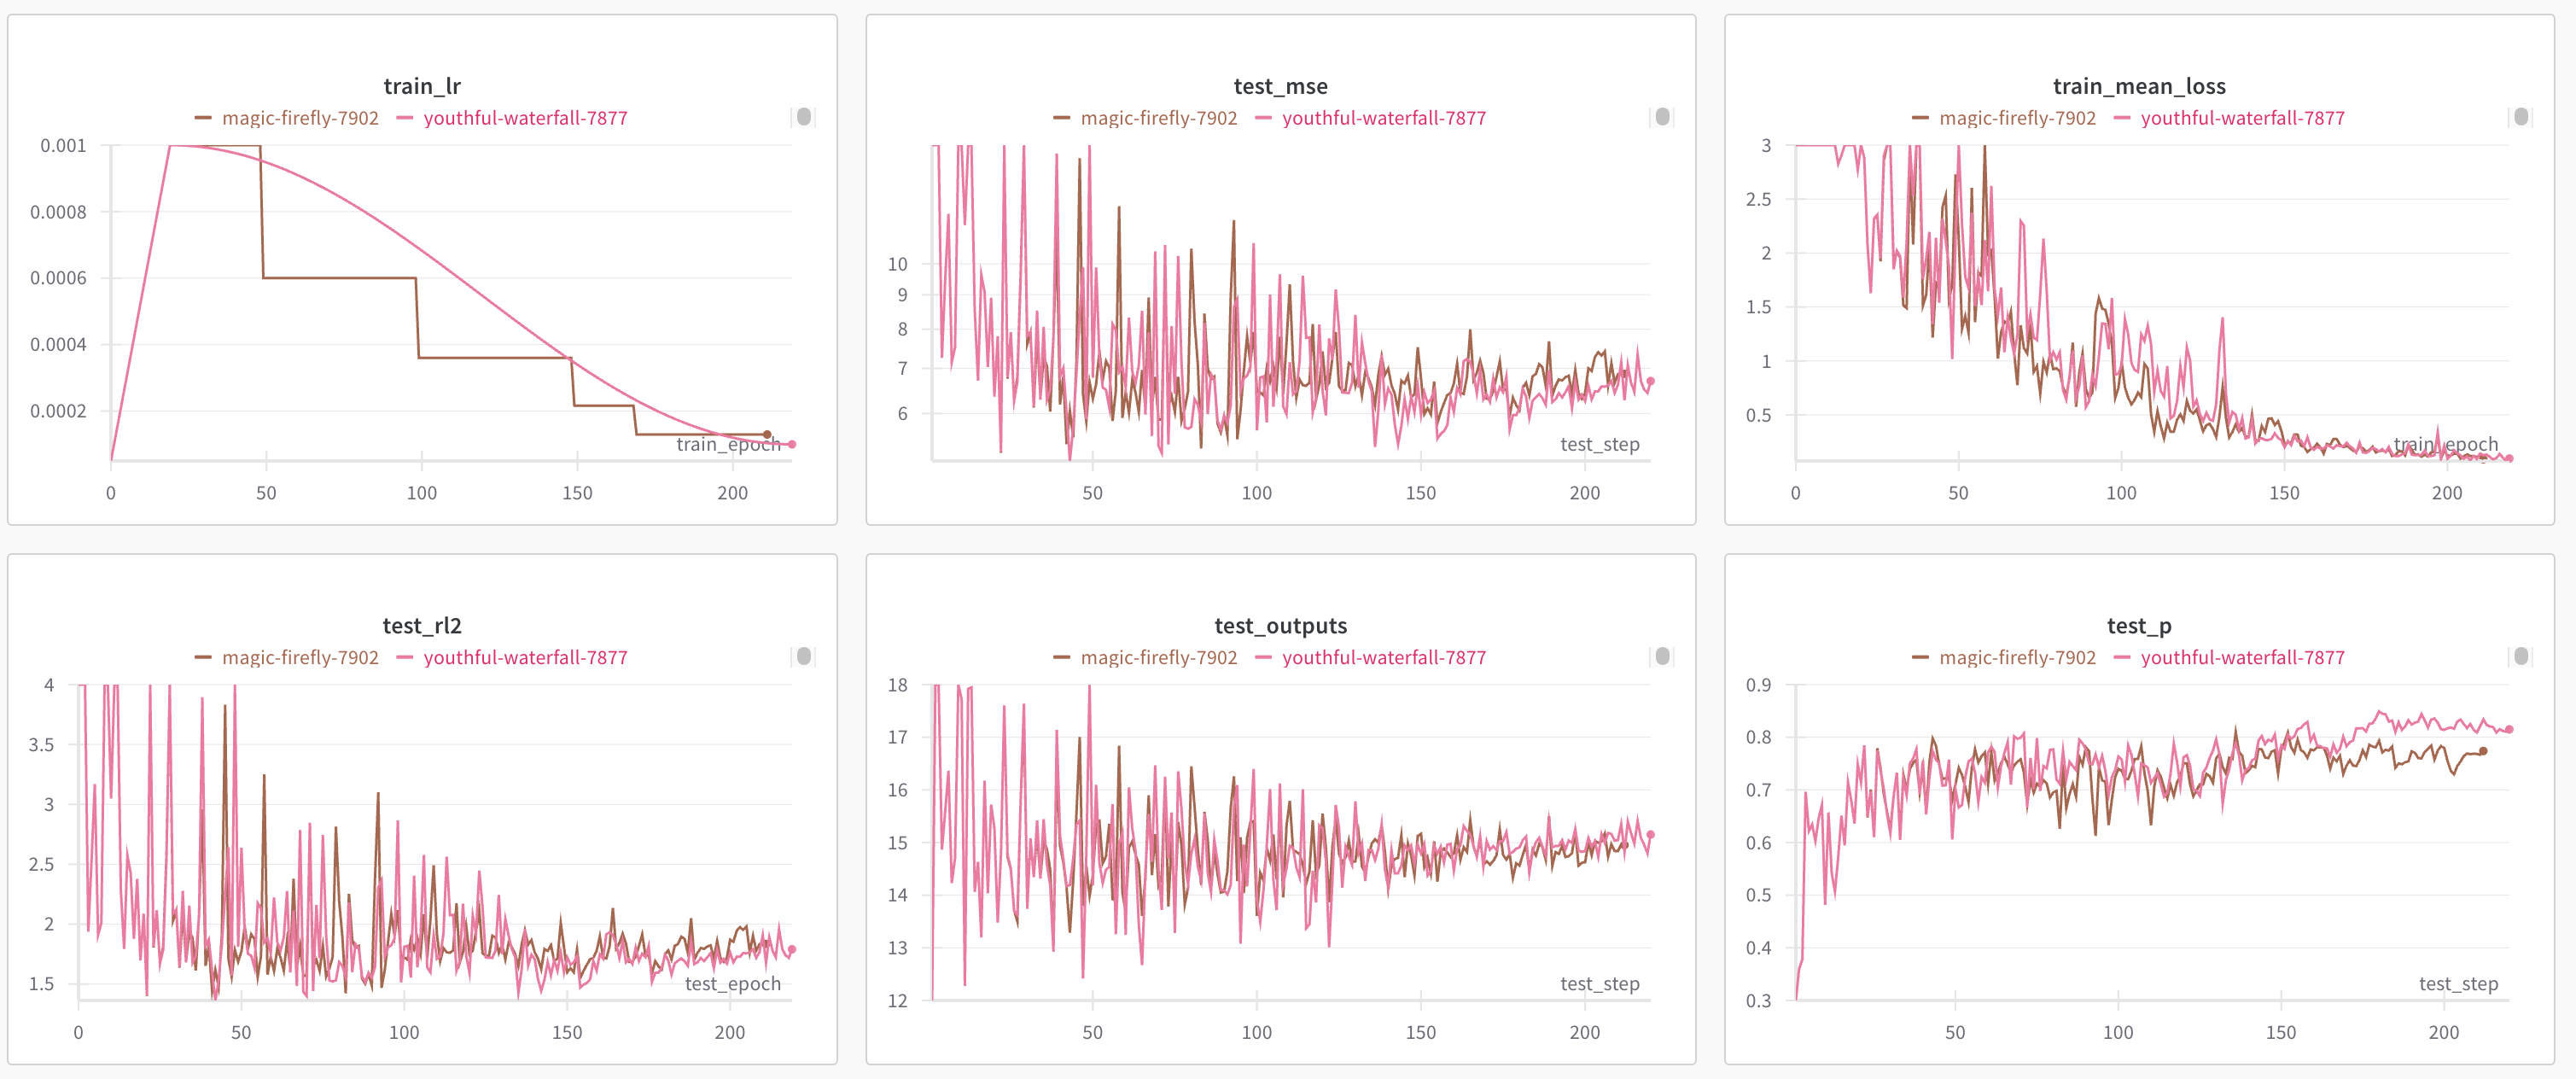 train_lr
magic-firefly-7902 youthful-waterfall-7877
0.001
0.0008
0.0006
0.0004
0.0002
train_epoch
0 50 100 150 200
test_mse
magic-firefly-7902 youthful-waterfall-7877
10
9
8
7
6
test_step
50 100 150 200
train_mean_loss
magic-firefly-7902 youthful-waterfall-7877
3
2.5
2
1.5
1
0.5
train_epoch
0 50 100 150 200
test_rl2
magic-firefly-7902 youthful-waterfall-7877
4
3.5
3
2.5
2
1.5
test_epoch
0 50 100 150 200
test_outputs
magic-firefly-7902 youthful-waterfall-7877
18
17
16
15
14
13
12
test_step
50 100 150 200
test_p
magic-firefly-7902 youthful-waterfall-7877
0.9
0.8
0.7
0.6
0.5
0.4
0.3
test_step
50 100 150 200